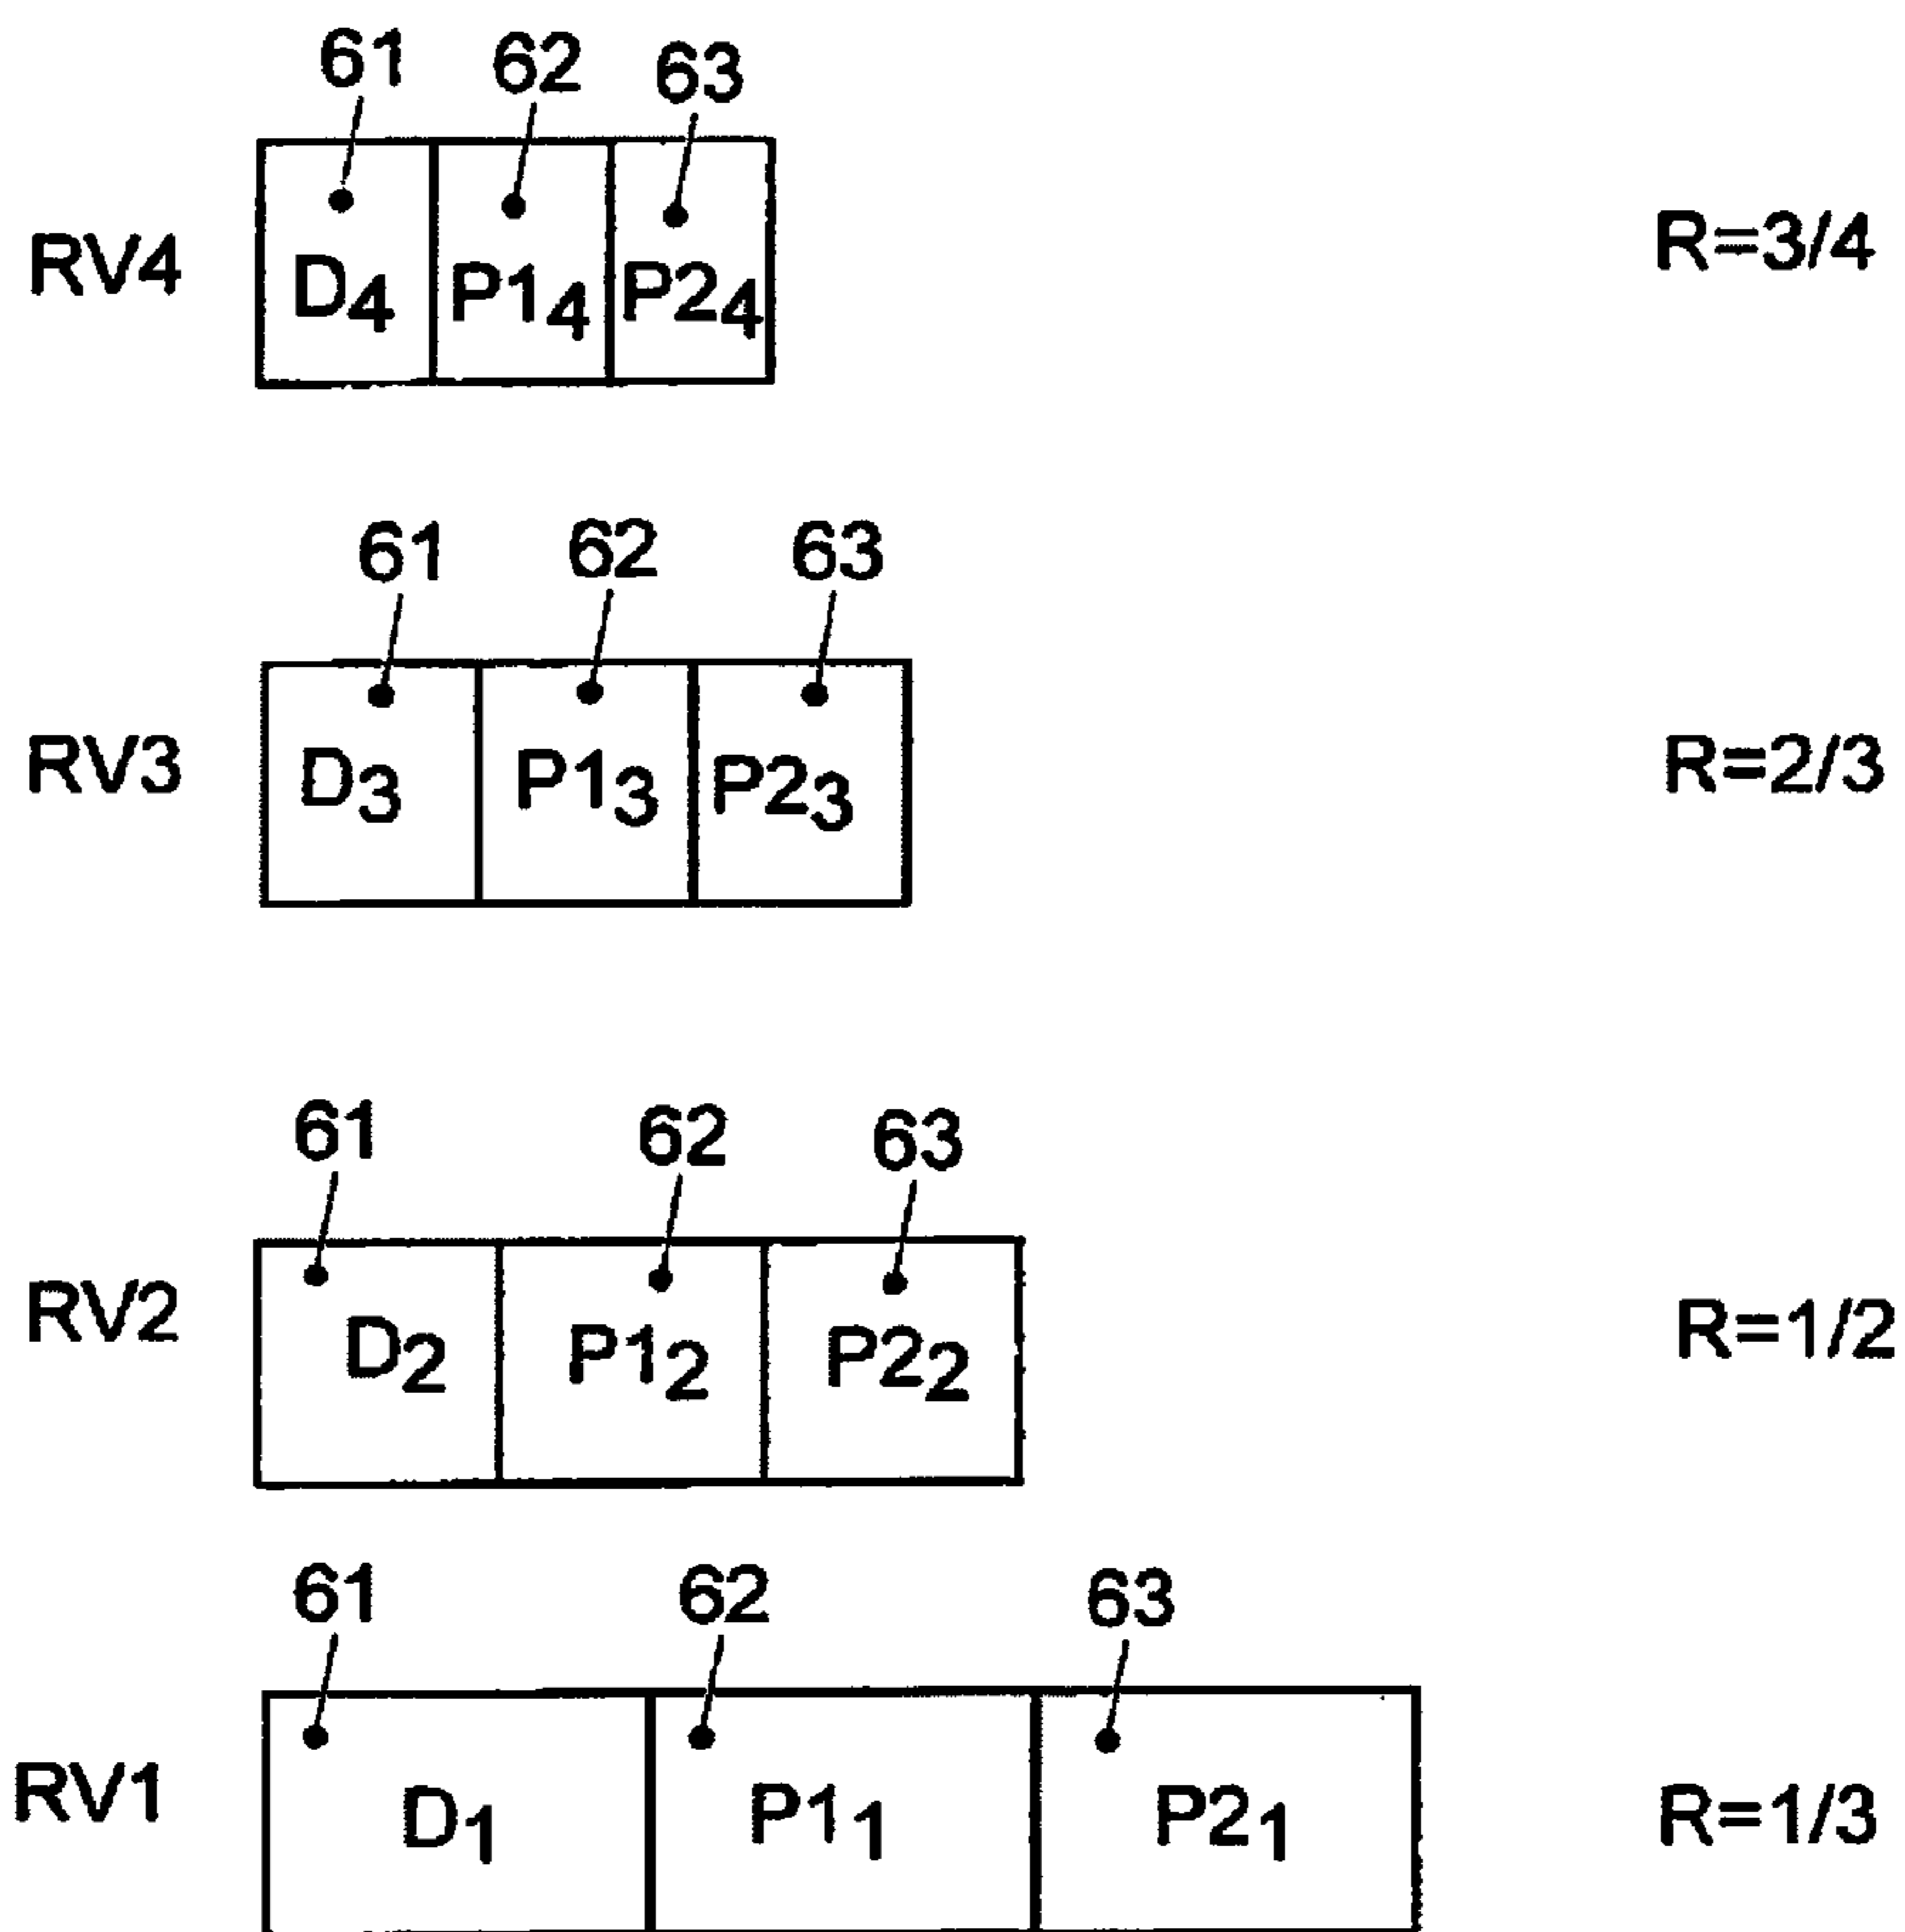 61 62 63
RV4 D4 P14 P24 R=3/4
61 62 63
RV3 D3 P13 P23 R=2/3
61 62 63
RV2 D2 P12 P22 R=1/2
61 62 63
RV1 D1 P11 P21 R=1/3